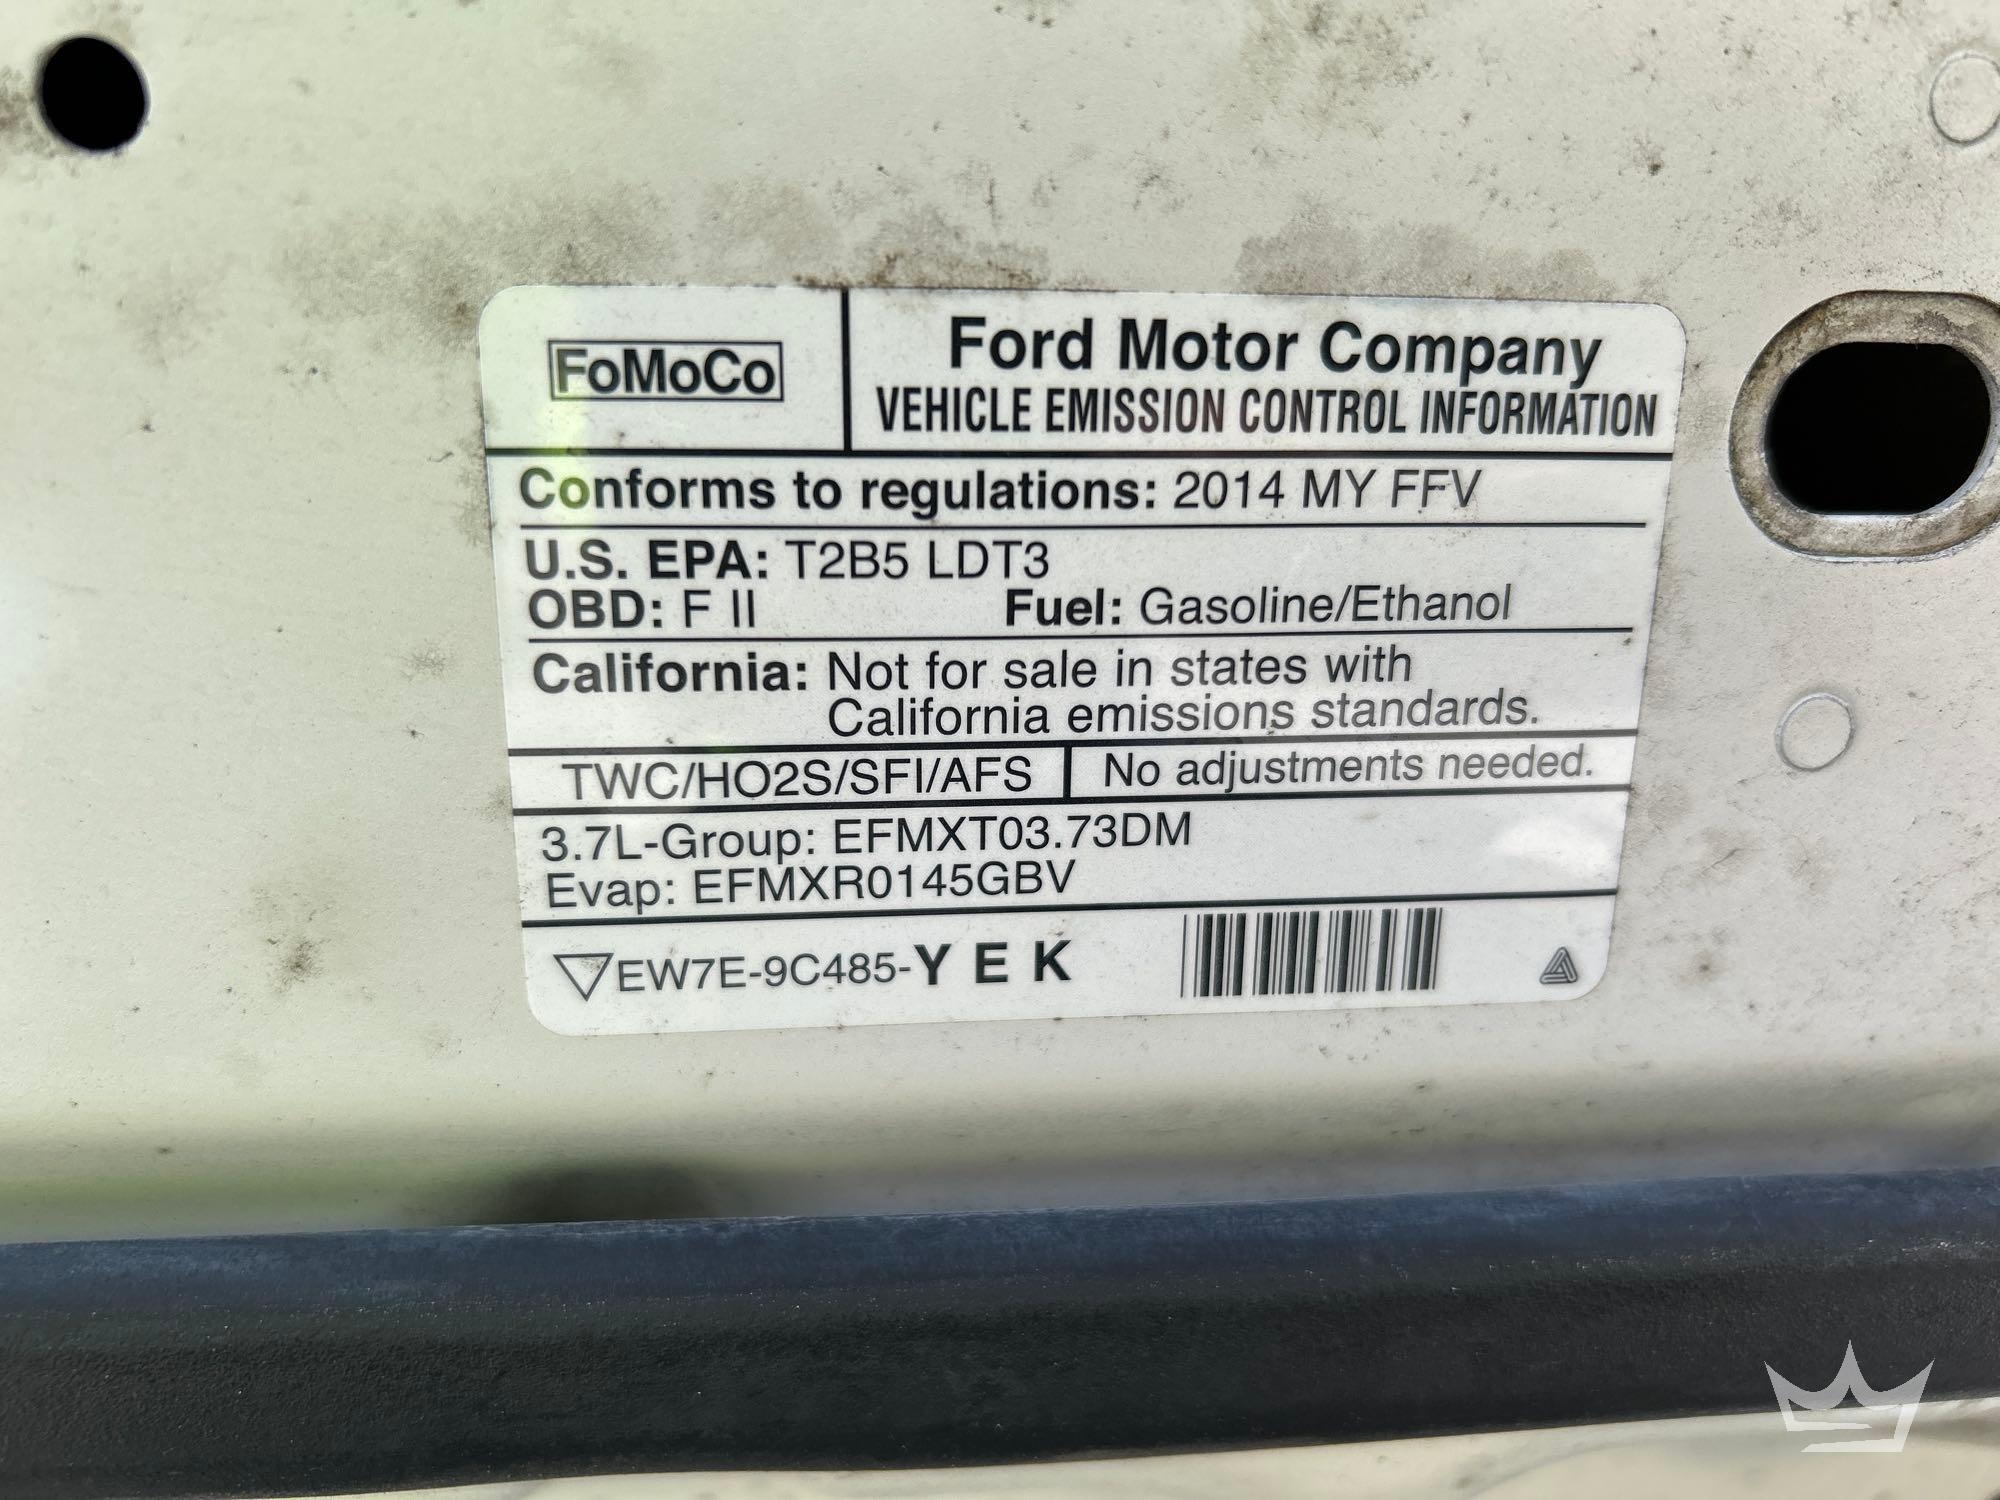 FoMoCo
Ford Motor Company
VEHICLE EMISSION CONTROL INFORMATION
Conforms to regulations: 2014 MY FFV
U.S. EPA: T2B5 LDT3
OBD: F II Fuel: Gasoline/Ethanol
California: Not for sale in states with
California emissions standards.
TWC/HO2S/SFI/AFS No adjustments needed.
3.7L-Group: EFMXT03.73DM
Evap: EFMXR0145GBV
EW7E-9C485-Y E K